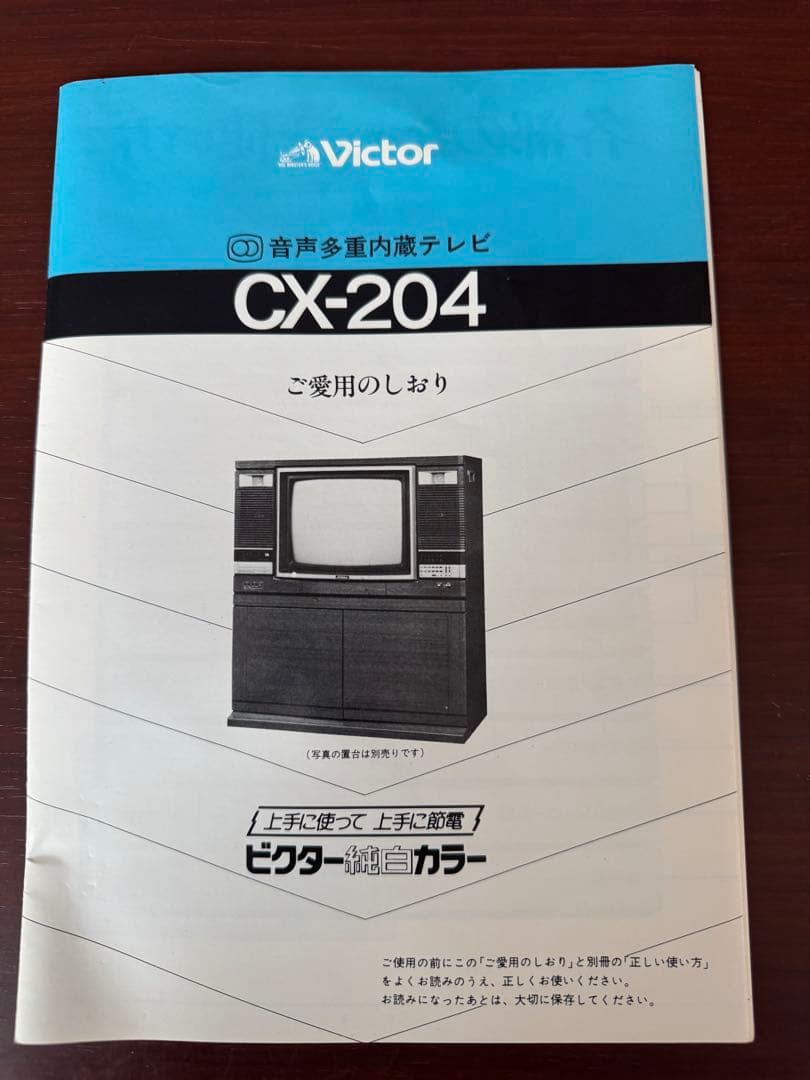 Victor
音声多重内蔵テレビ
CX-204
ご愛用のしおり
(写真の置台は別売りです)
上手に使って 上手に節電
ビクター純白カラー
ご使用の前にこの「ご愛用のしおり」と別冊の「正しい使い方」
をよくお読みのうえ、正しくお使いください。
お読みになったあとは、大切に保存してください。